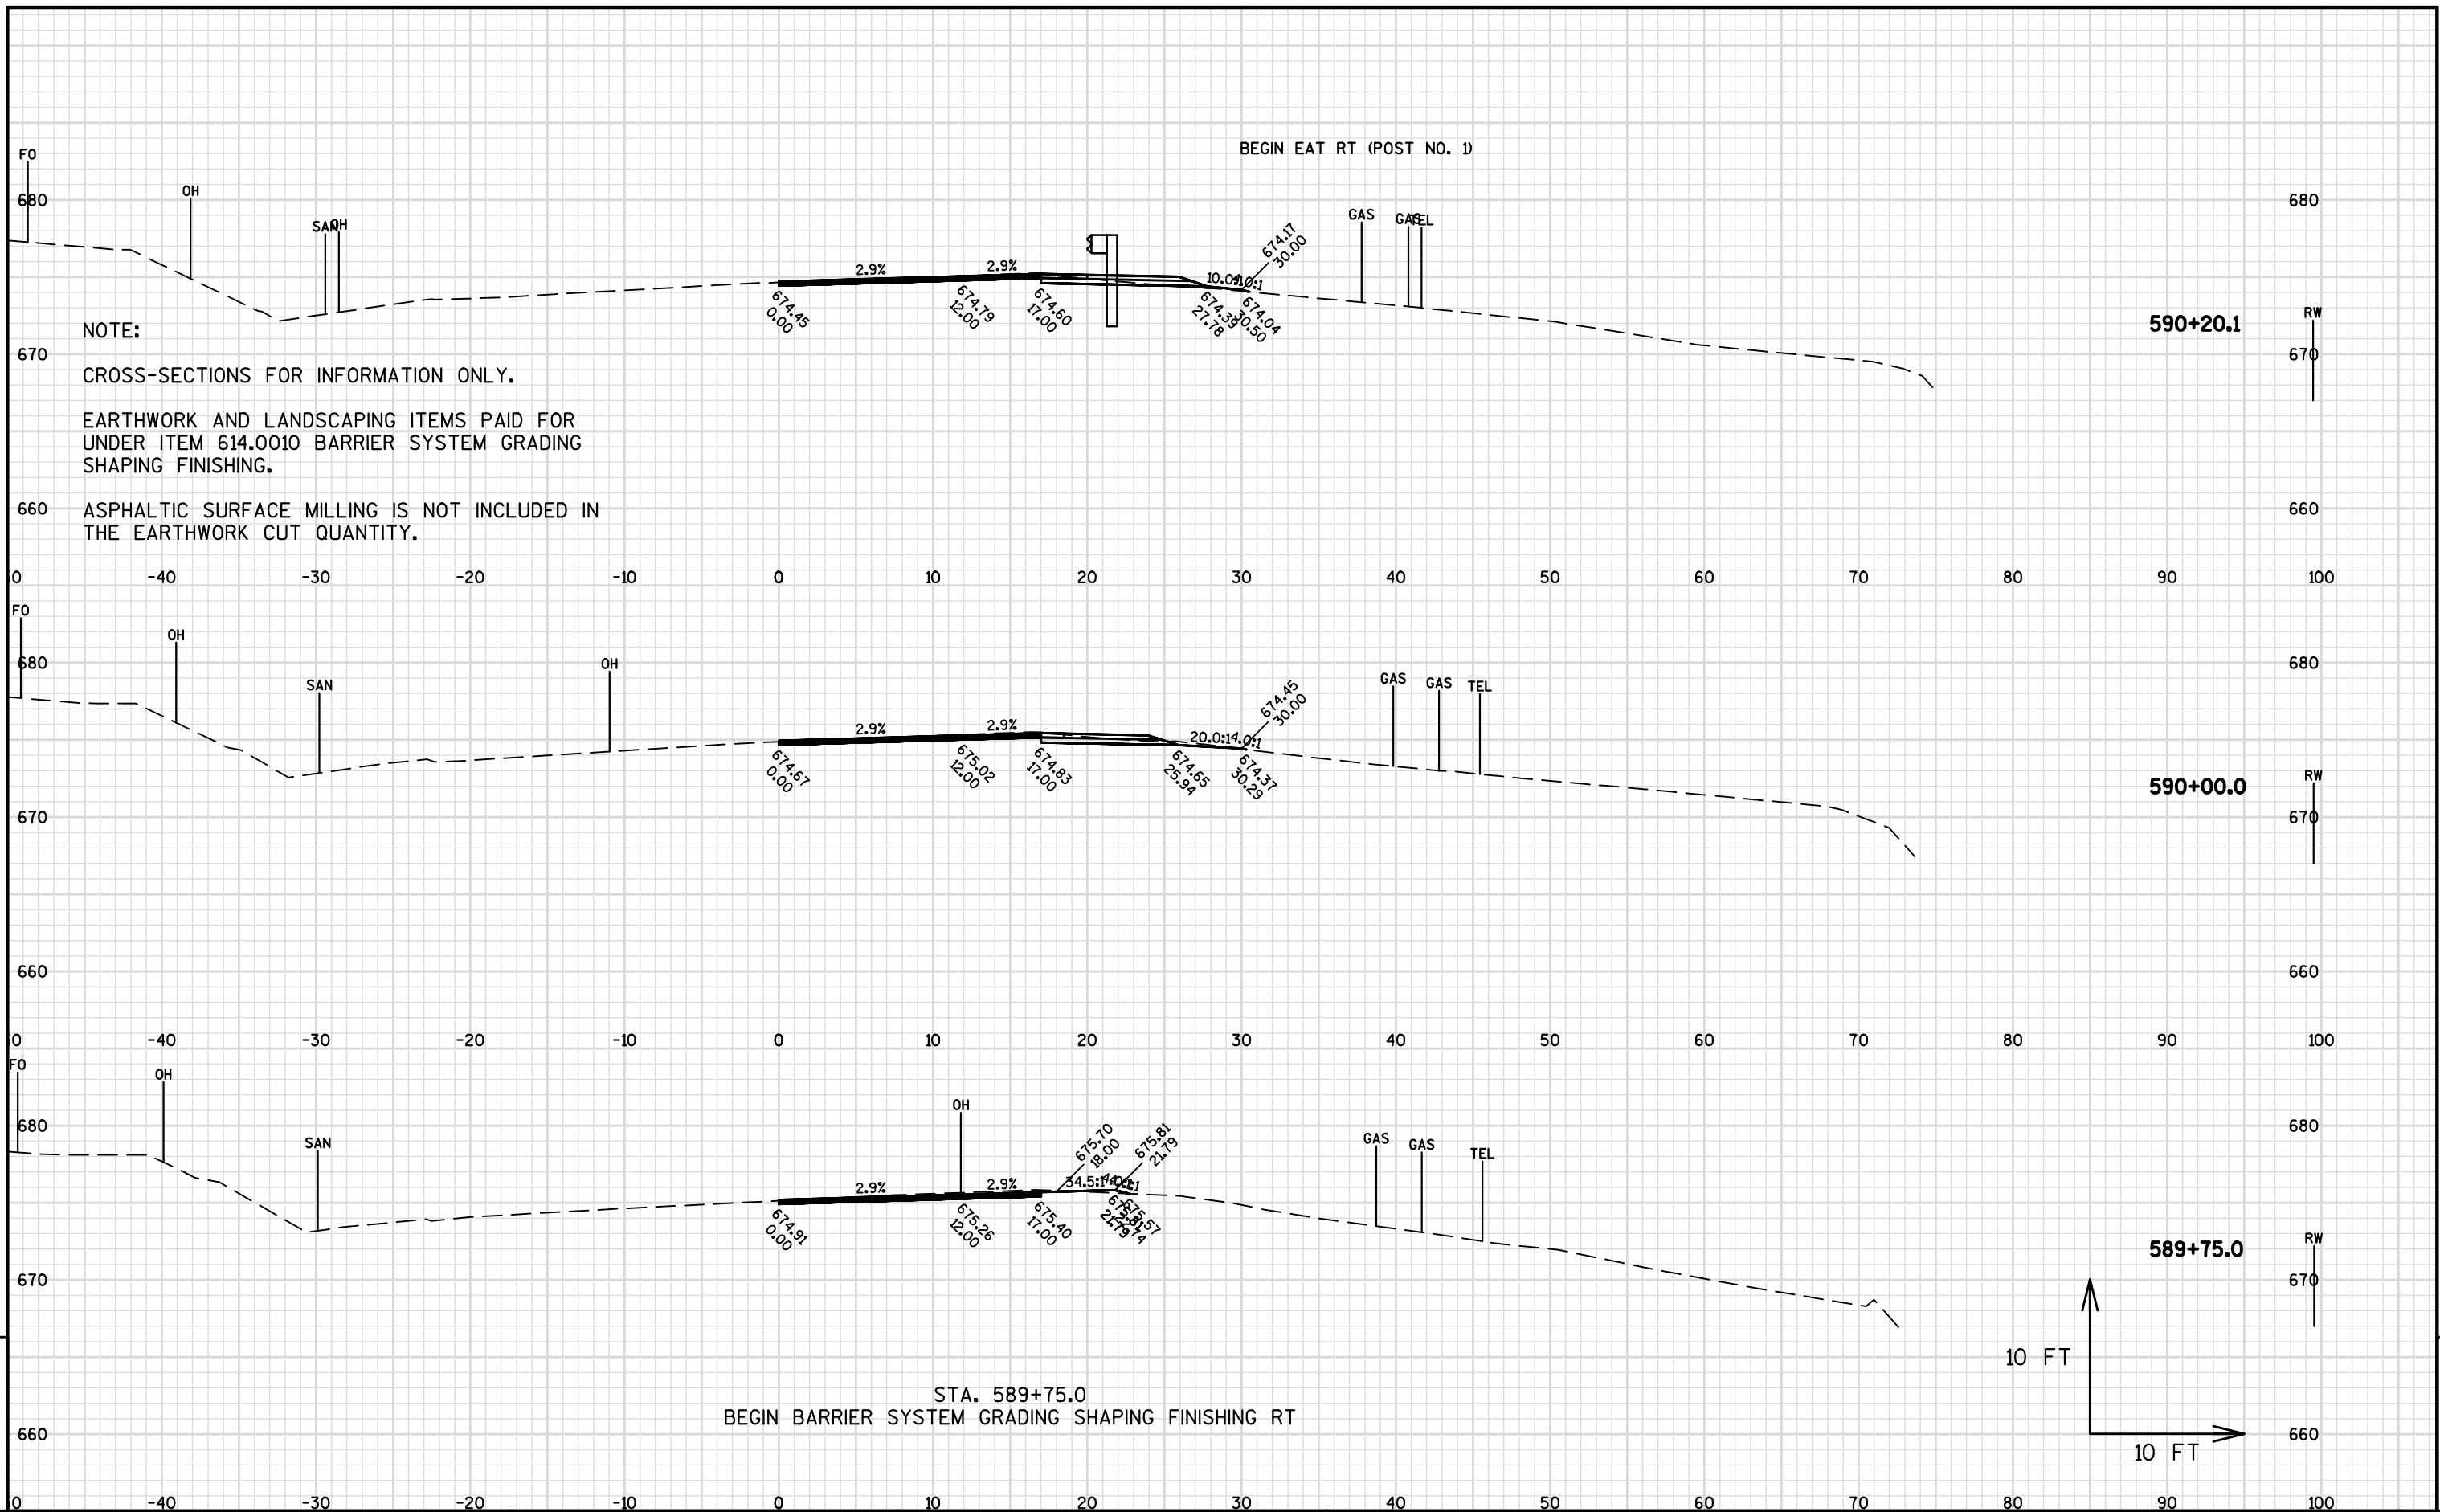 BEGIN EAT RT (POST NO. 1)
FO
OH
SAN
OH
GAS
GAS
TEL
680
680
674.17
30.00
2.9%
2.9%
674.45
0.00
674.79
12.00
674.60
17.00
674.39
27.78
674.04
30.50
590+20.1
RW
670
670
NOTE:
CROSS-SECTIONS FOR INFORMATION ONLY.
EARTHWORK AND LANDSCAPING ITEMS PAID FOR
UNDER ITEM 614.0010 BARRIER SYSTEM GRADING
SHAPING FINISHING.
ASPHALTIC SURFACE MILLING IS NOT INCLUDED IN
THE EARTHWORK CUT QUANTITY.
660
660
-40 -30 -20 -10 0 10 20 30 40 50 60 70 80 90 100
FO
OH
SAN
OH
GAS
GAS
TEL
680
680
674.45
30.00
2.9%
2.9%
20.0:1
4.0:1
674.67
0.00
675.02
12.00
674.83
17.00
674.65
25.94
674.37
30.29
590+00.0
RW
670
670
660
660
-40 -30 -20 -10 0 10 20 30 40 50 60 70 80 90 100
FO
OH
SAN
OH
GAS
GAS
TEL
680
680
675.70
18.00
675.81
21.79
2.9%
2.9%
674.91
0.00
675.26
12.00
675.40
17.00
589+75.0
RW
670
670
10 FT
10 FT
STA. 589+75.0
BEGIN BARRIER SYSTEM GRADING SHAPING FINISHING RT
660
660
-40 -30 -20 -10 0 10 20 30 40 50 60 70 80 90 100